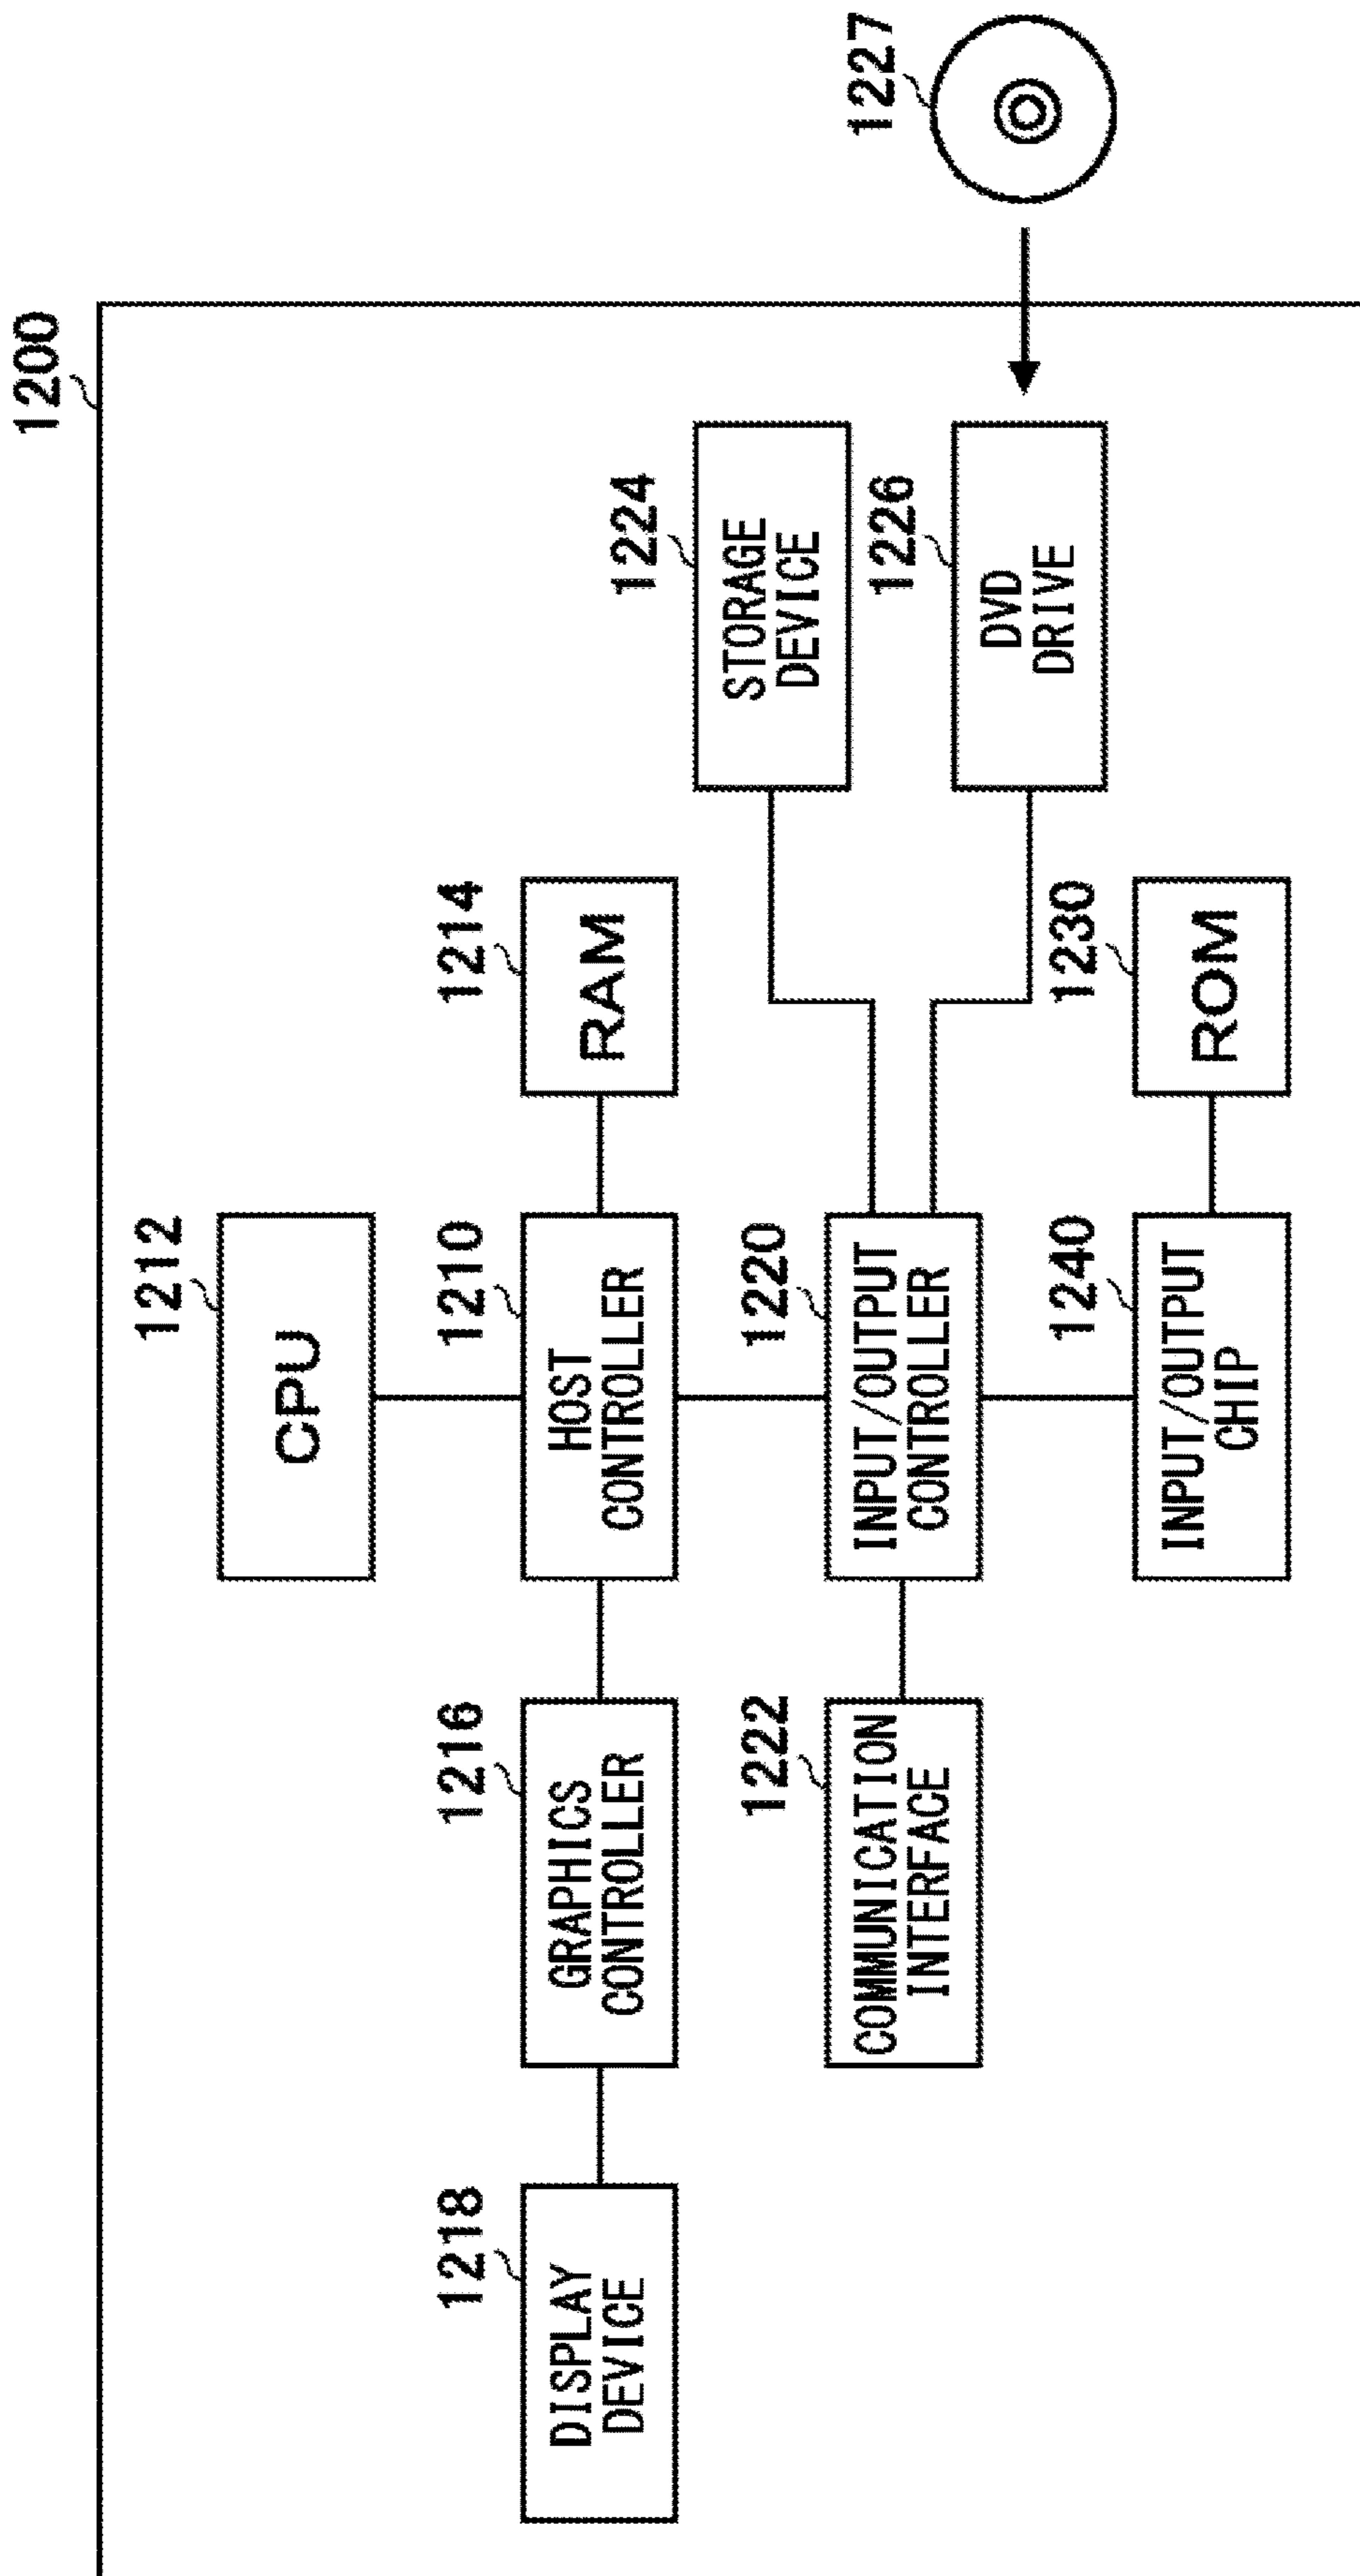 1200
1212
CPU
1218
DISPLAY
DEVICE
1216
GRAPHICS
CONTROLLER
1210
HOST
CONTROLLER
1214
RAM
1224
STORAGE
DEVICE
1222
COMMUNICATION
INTERFACE
1220
INPUT/OUTPUT
CONTROLLER
1226
DVD
DRIVE
1227
1240
INPUT/OUTPUT
CHIP
1230
ROM